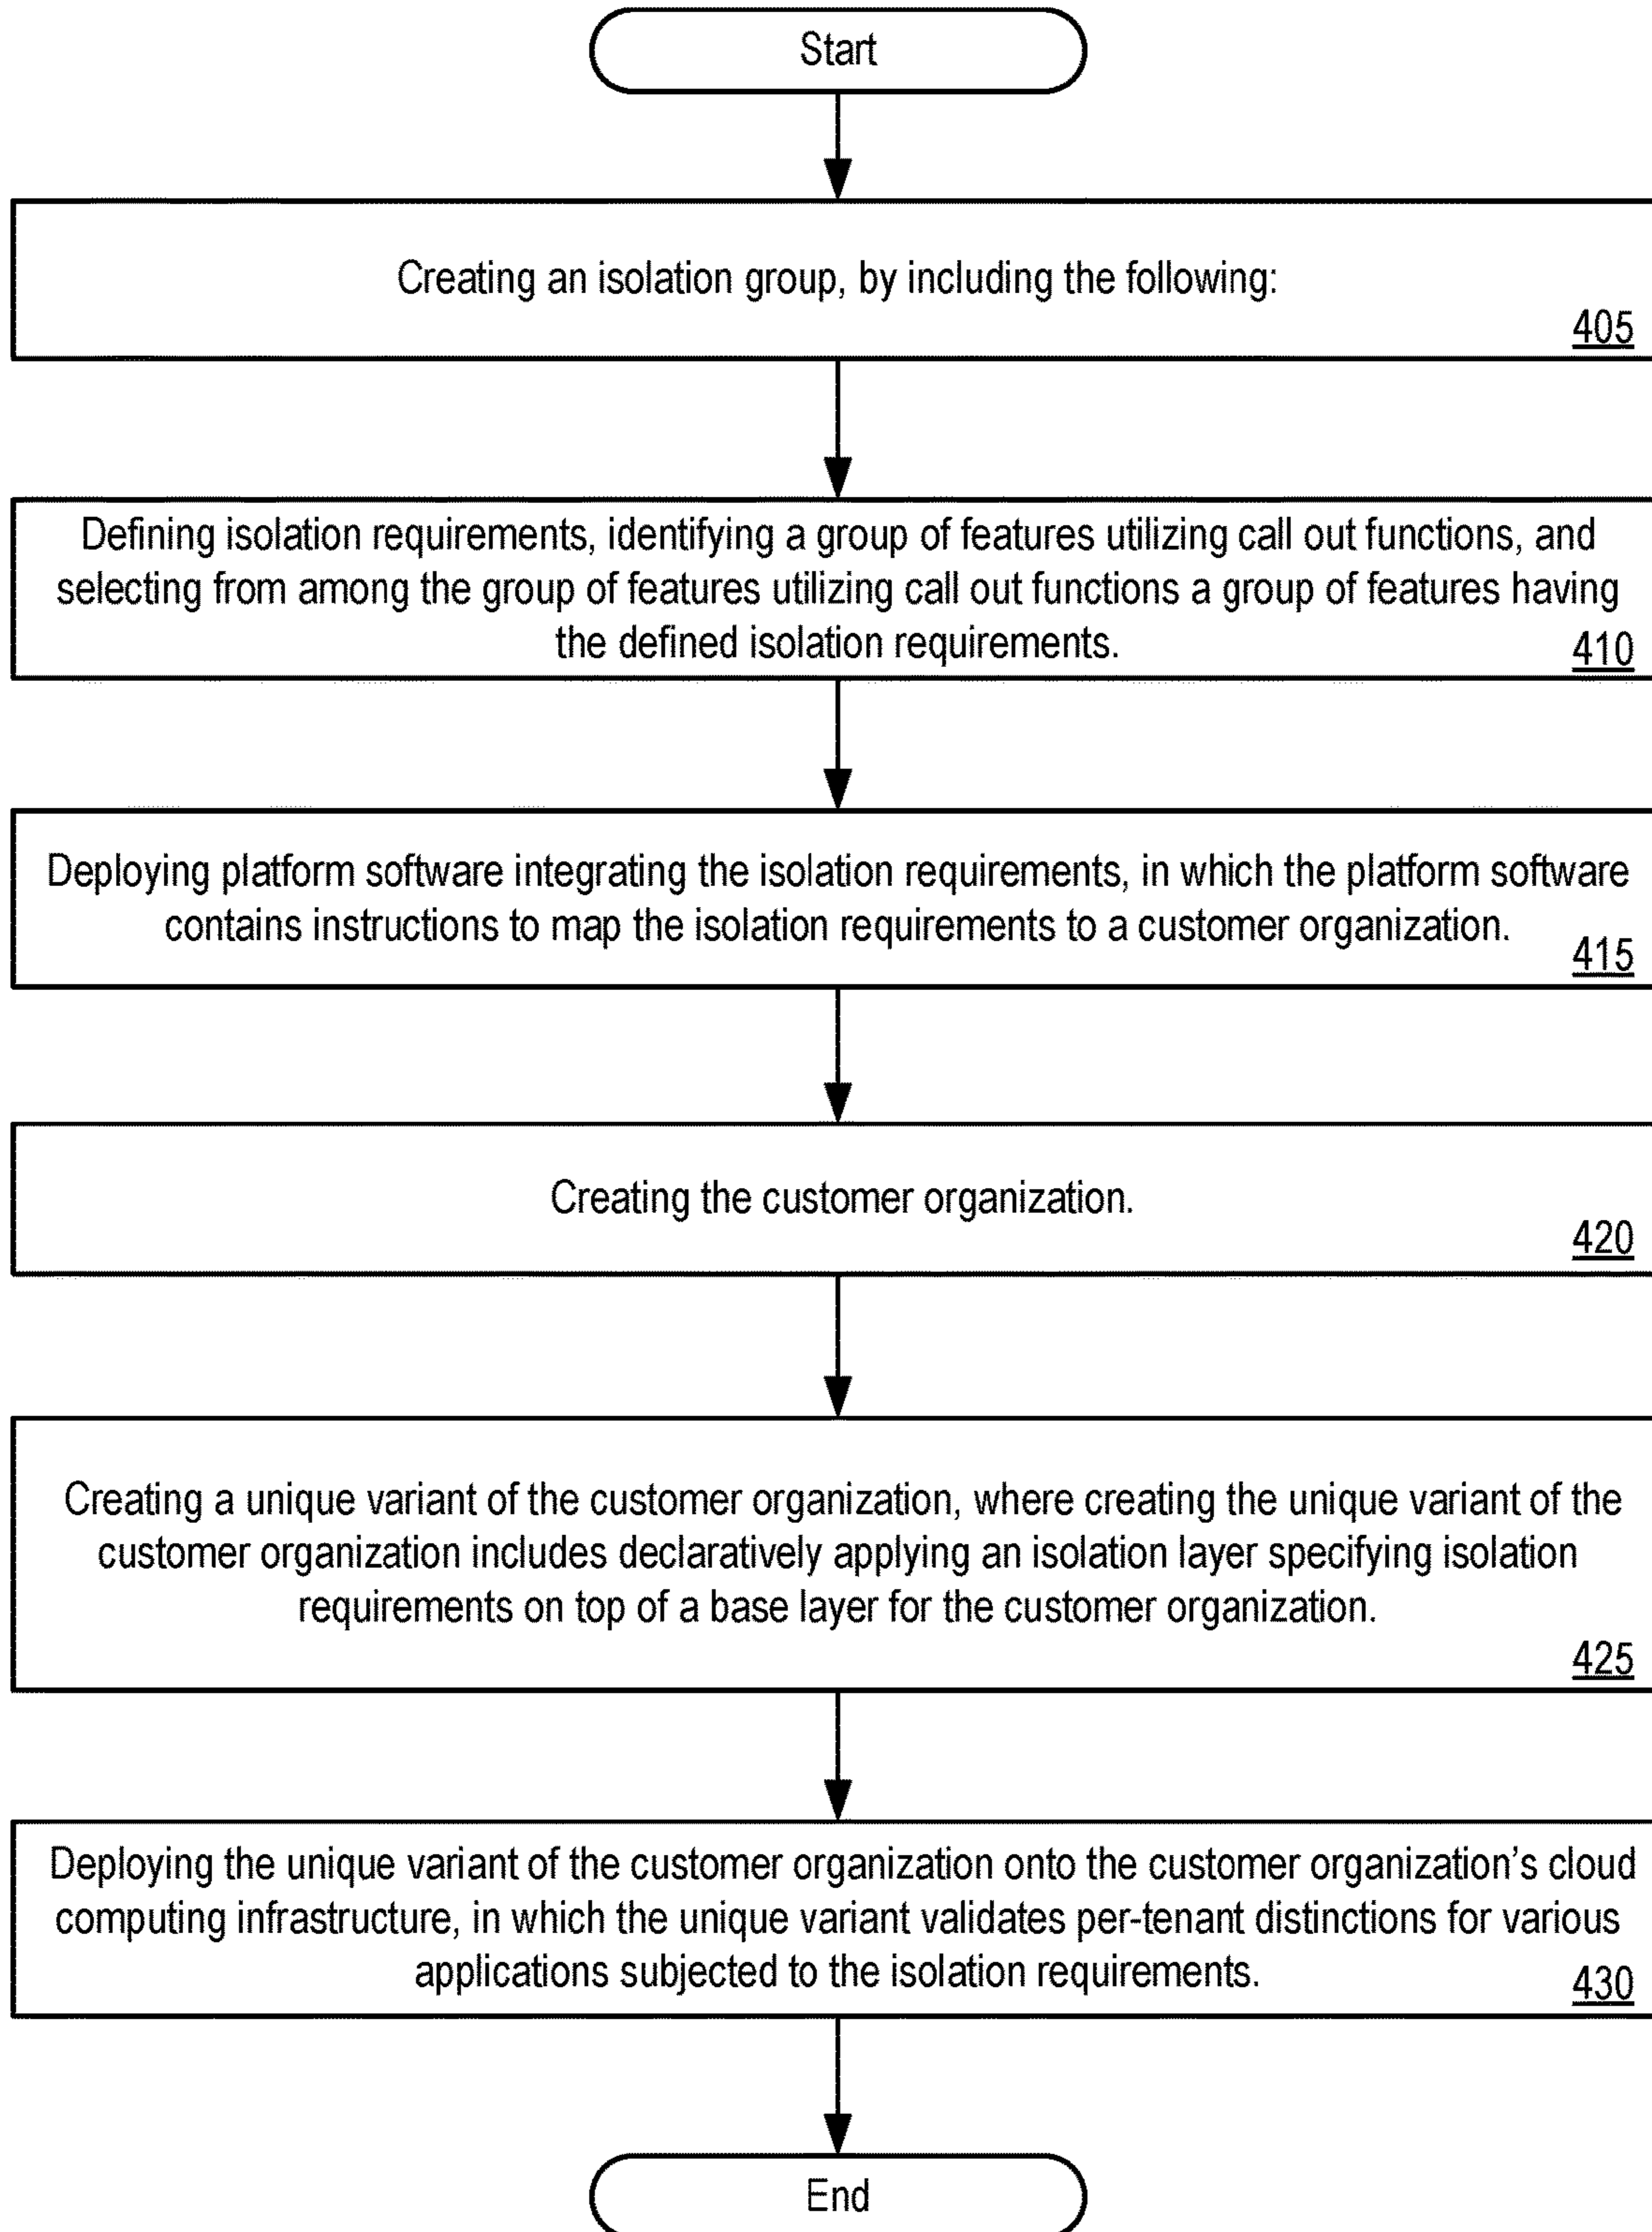 Start
Creating an isolation group, by including the following:
405
Defining isolation requirements, identifying a group of features utilizing call out functions, and
selecting from among the group of features utilizing call out functions a group of features having
the defined isolation requirements.
410
Deploying platform software integrating the isolation requirements, in which the platform software
contains instructions to map the isolation requirements to a customer organization.
415
Creating the customer organization.
420
Creating a unique variant of the customer organization, where creating the unique variant of the
customer organization includes declaratively applying an isolation layer specifying isolation
requirements on top of a base layer for the customer organization.
425
Deploying the unique variant of the customer organization onto the customer organization’s cloud
computing infrastructure, in which the unique variant validates per-tenant distinctions for various
applications subjected to the isolation requirements.
430
End